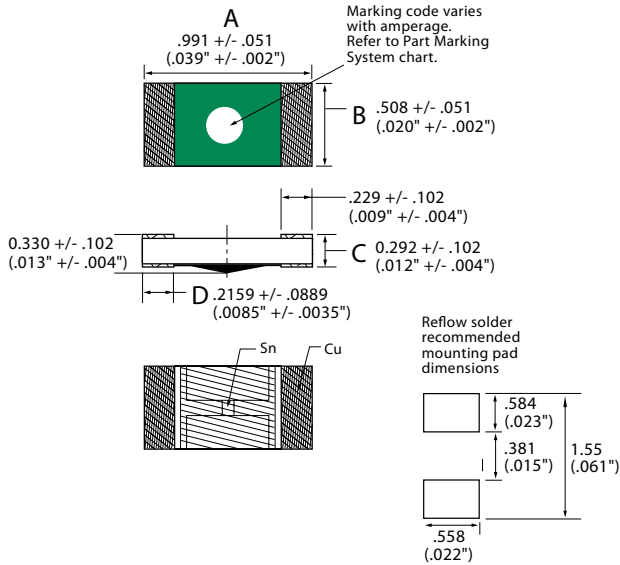 A
.991 +/- .051
(.039" +/- .002")
Marking code varies
with amperage.
Refer to Part Marking
System chart.
B .508 +/- .051
(.020" +/- .002")
.229 +/- .102
(.009" +/- .004")
0.330 +/- .102
(.013" +/- .004")
C 0.292 +/- .102
(.012" +/- .004")
D .2159 +/- .0889
(.0085" +/- .0035")
Sn
Cu
Reflow solder
recommended
mounting pad
dimensions
.584
(.023")
.381
(.015")
1.55
(.061")
.558
(.022")